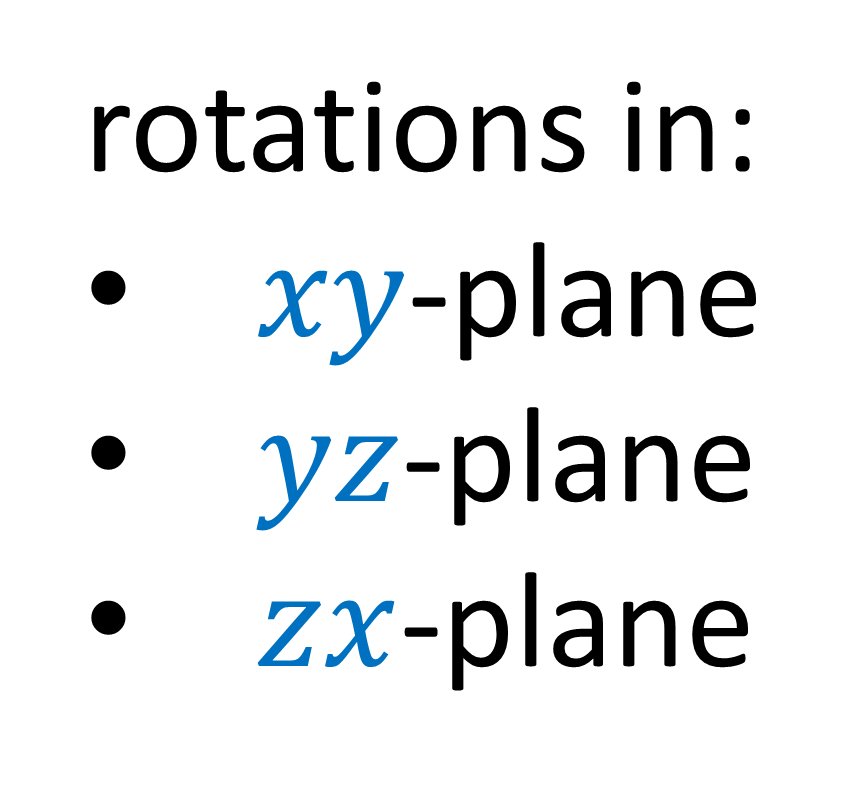 rotations in:
• xy-plane
• yz-plane
• zx-plane